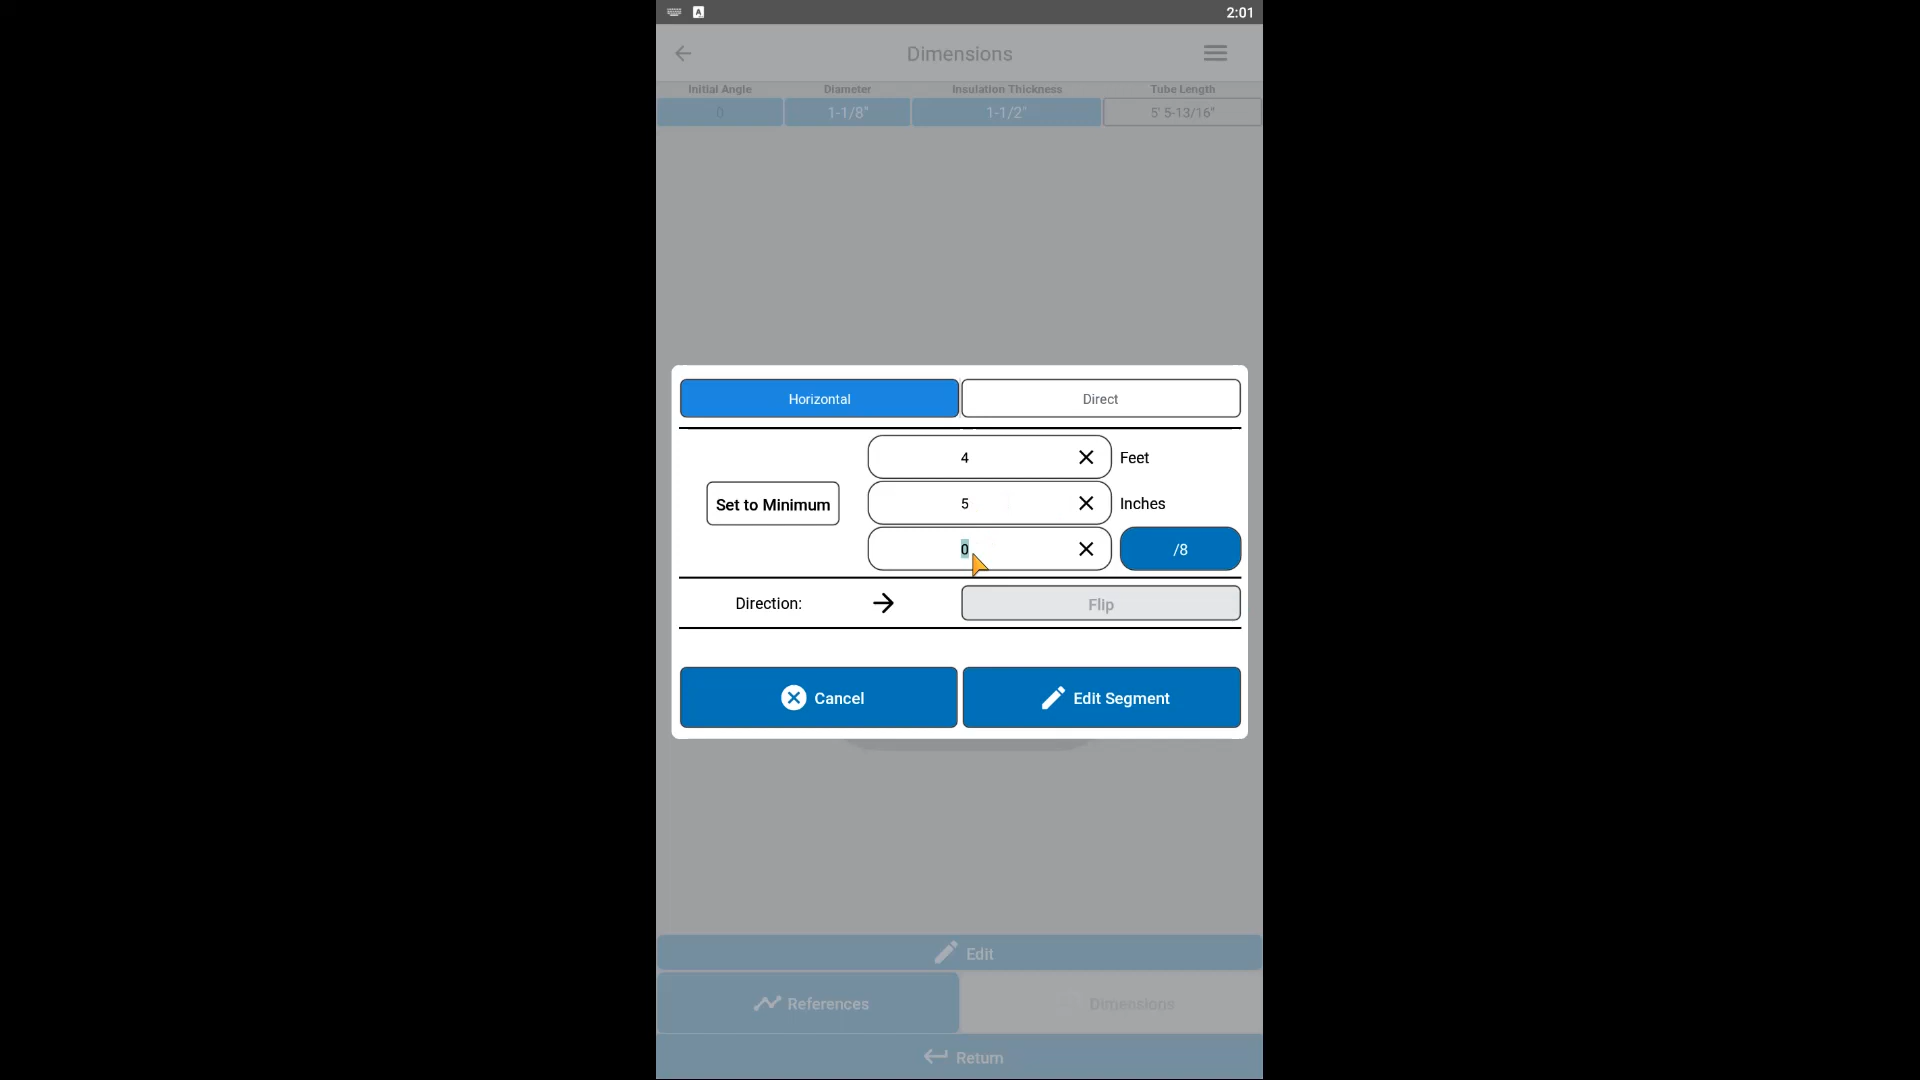 2:01
Dimensions
Initial Angle Diameter Insulation Thickness Tube Length
0 1-1/8" 1-1/2" 5' 5-13/16"
Horizontal Direct
4 Feet
Set to Minimum 5 Inches
0 /8
Direction: Flip
Cancel Edit Segment
Edit
References Dimensions
Return